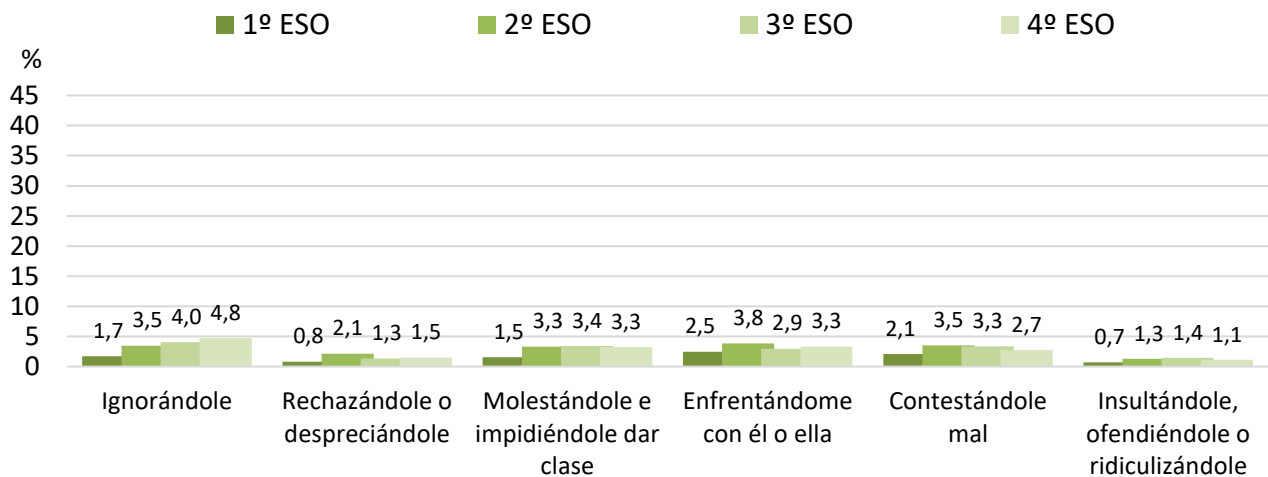 1º ESO 2º ESO 3º ESO 4º ESO
%
45
40
35
30
25
20
15
10
5
0
1,7 3,5 4,0 4,8
0,8 2,1 1,3 1,5
1,5 3,3 3,4 3,3
2,5 3,8 2,9 3,3
2,1 3,5 3,3 2,7
0,7 1,3 1,4 1,1
Ignorándole
Rechazándole o
despreciándole
Molestándole e
impidiéndole dar
clase
Enfrentándome
con él o ella
Contestándole
mal
Insultándole,
ofendiéndole o
ridiculizándole